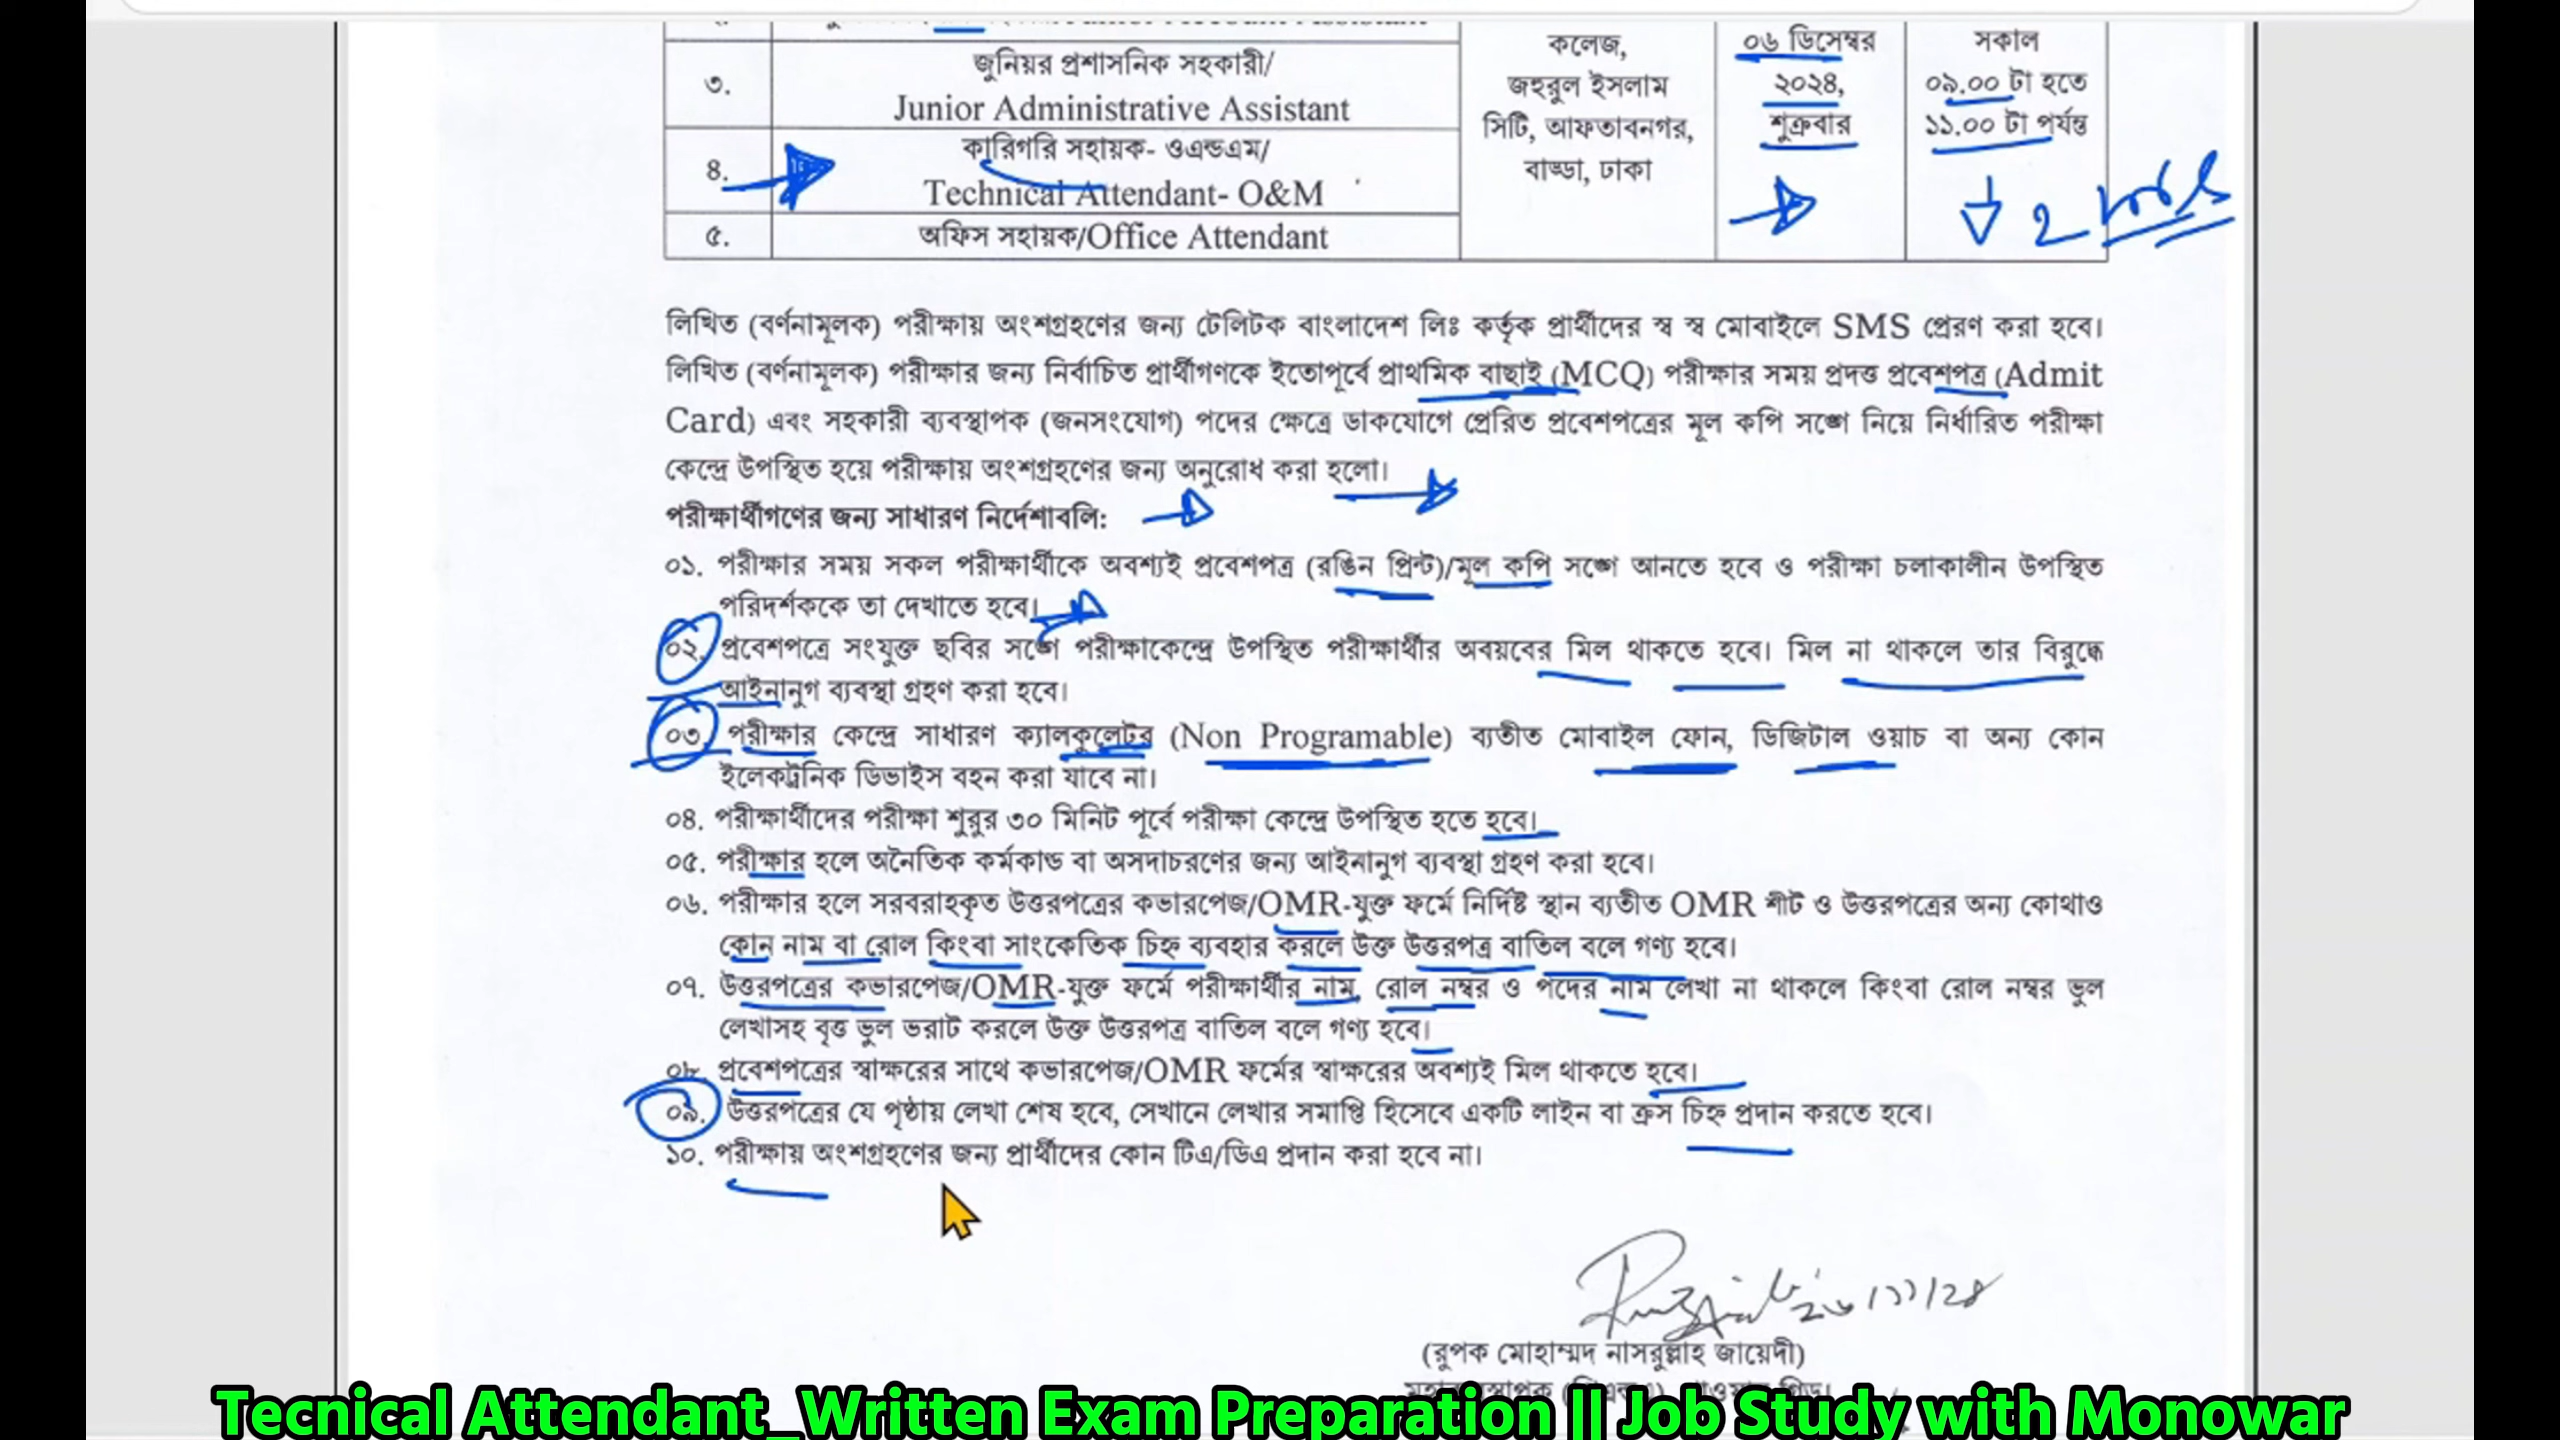 ৩.
জুনিয়র প্রশাসনিক সহকারী/
Junior Administrative Assistant
৪.
কারিগরি সহায়ক- ওএন্ডএম/
Technical Attendant- O&M
৫.
অফিস সহায়ক/Office Attendant
কলেজ,
জহুরুল ইসলাম
সিটি, আফতাবনগর,
বাড্ডা, ঢাকা
০৬ ডিসেম্বর
২০২৪,
শুক্রবার
সকাল
০৯.০০ টা হতে
১১.০০ টা পর্যন্ত
লিখিত (বর্ণনামূলক) পরীক্ষায় অংশগ্রহণের জন্য টেলিটক বাংলাদেশ লিঃ কর্তৃক প্রার্থীদের স্ব স্ব মোবাইলে SMS প্রেরণ করা হবে।
লিখিত (বর্ণনামূলক) পরীক্ষার জন্য নির্বাচিত প্রার্থীগণকে ইতোপূর্বে প্রাথমিক বাছাই (MCQ) পরীক্ষার সময় প্রদত্ত প্রবেশপত্র (Admit
Card) এবং সহকারী ব্যবস্থাপক (জনসংযোগ) পদের ক্ষেত্রে ডাকযোগে প্রেরিত প্রবেশপত্রের মূল কপি সঙ্গে নিয়ে নির্ধারিত পরীক্ষা
কেন্দ্রে উপস্থিত হয়ে পরীক্ষায় অংশগ্রহণের জন্য অনুরোধ করা হলো।
পরীক্ষার্থীগণের জন্য সাধারণ নির্দেশাবলি:
০১. পরীক্ষার সময় সকল পরীক্ষার্থীকে অবশ্যই প্রবেশপত্র (রঙিন প্রিন্ট)/মূল কপি সঙ্গে আনতে হবে ও পরীক্ষা চলাকালীন উপস্থিত
পরিদর্শককে তা দেখাতে হবে।
০২. প্রবেশপত্রে সংযুক্ত ছবির সঙ্গে পরীক্ষাকেন্দ্রে উপস্থিত পরীক্ষার্থীর অবয়বের মিল থাকতে হবে। মিল না থাকলে তার বিরুদ্ধে
আইনানুগ ব্যবস্থা গ্রহণ করা হবে।
০৩. পরীক্ষার কেন্দ্রে সাধারণ ক্যালকুলেটর (Non Programable) ব্যতীত মোবাইল ফোন, ডিজিটাল ওয়াচ বা অন্য কোন
ইলেকট্রনিক ডিভাইস বহন করা যাবে না।
০৪. পরীক্ষার্থীদের পরীক্ষা শুরুর ৩০ মিনিট পূর্বে পরীক্ষা কেন্দ্রে উপস্থিত হতে হবে।
০৫. পরীক্ষার হলে অনৈতিক কর্মকান্ড বা অসদাচরণের জন্য আইনানুগ ব্যবস্থা গ্রহণ করা হবে।
০৬. পরীক্ষার হলে সরবরাহকৃত উত্তরপত্রের কভারপেজ/OMR-যুক্ত ফর্মে নির্দিষ্ট স্থান ব্যতীত OMR শীট ও উত্তরপত্রের অন্য কোথাও
কোন নাম বা রোল কিংবা সাংকেতিক চিহ্ন ব্যবহার করলে উক্ত উত্তরপত্র বাতিল বলে গণ্য হবে।
০৭. উত্তরপত্রের কভারপেজ/OMR-যুক্ত ফর্মে পরীক্ষার্থীর নাম, রোল নম্বর ও পদের নাম লেখা না থাকলে কিংবা রোল নম্বর ভুল
লেখাসহ বৃত্ত ভুল ভরাট করলে উক্ত উত্তরপত্র বাতিল বলে গণ্য হবে।
০৮. প্রবেশপত্রের স্বাক্ষরের সাথে কভারপেজ/OMR ফর্মের স্বাক্ষরের অবশ্যই মিল থাকতে হবে।
০৯. উত্তরপত্রের যে পৃষ্ঠায় লেখা শেষ হবে, সেখানে লেখার সমাপ্তি হিসেবে একটি লাইন বা ক্রস চিহ্ন প্রদান করতে হবে।
১০. পরীক্ষায় অংশগ্রহণের জন্য প্রার্থীদের কোন টিএ/ডিএ প্রদান করা হবে না।
(রুপক মোহাম্মদ নাসরুল্লাহ জায়েদী)
Tecnical Attendant_Written Exam Preparation || Job Study with Monowar